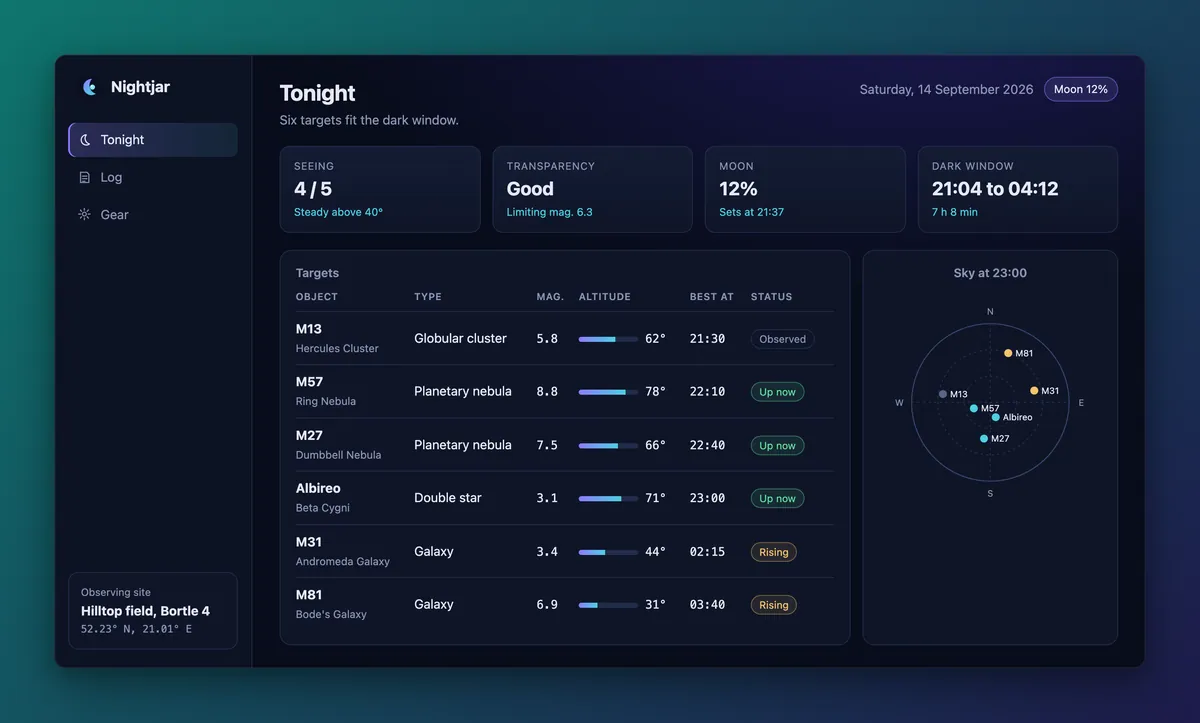 Nightjar
Tonight
Log
Gear
Observing site
Hilltop field, Bortle 4
52.23° N, 21.01° E
Tonight
Six targets fit the dark window.
Saturday, 14 September 2026
Moon 12%
SEEING
4 / 5
Steady above 40°
TRANSPARENCY
Good
Limiting mag. 6.3
MOON
12%
Sets at 21:37
DARK WINDOW
21:04 to 04:12
7 h 8 min
Targets
OBJECT TYPE MAG. ALTITUDE BEST AT STATUS
M13
Hercules Cluster
Globular cluster 5.8 62° 21:30 Observed
M57
Ring Nebula
Planetary nebula 8.8 78° 22:10 Up now
M27
Dumbbell Nebula
Planetary nebula 7.5 66° 22:40 Up now
Albireo
Beta Cygni
Double star 3.1 71° 23:00 Up now
M31
Andromeda Galaxy
Galaxy 3.4 44° 02:15 Rising
M81
Bode's Galaxy
Galaxy 6.9 31° 03:40 Rising
Sky at 23:00
N
M81
M31
M13
W
E
M57
Albireo
M27
S